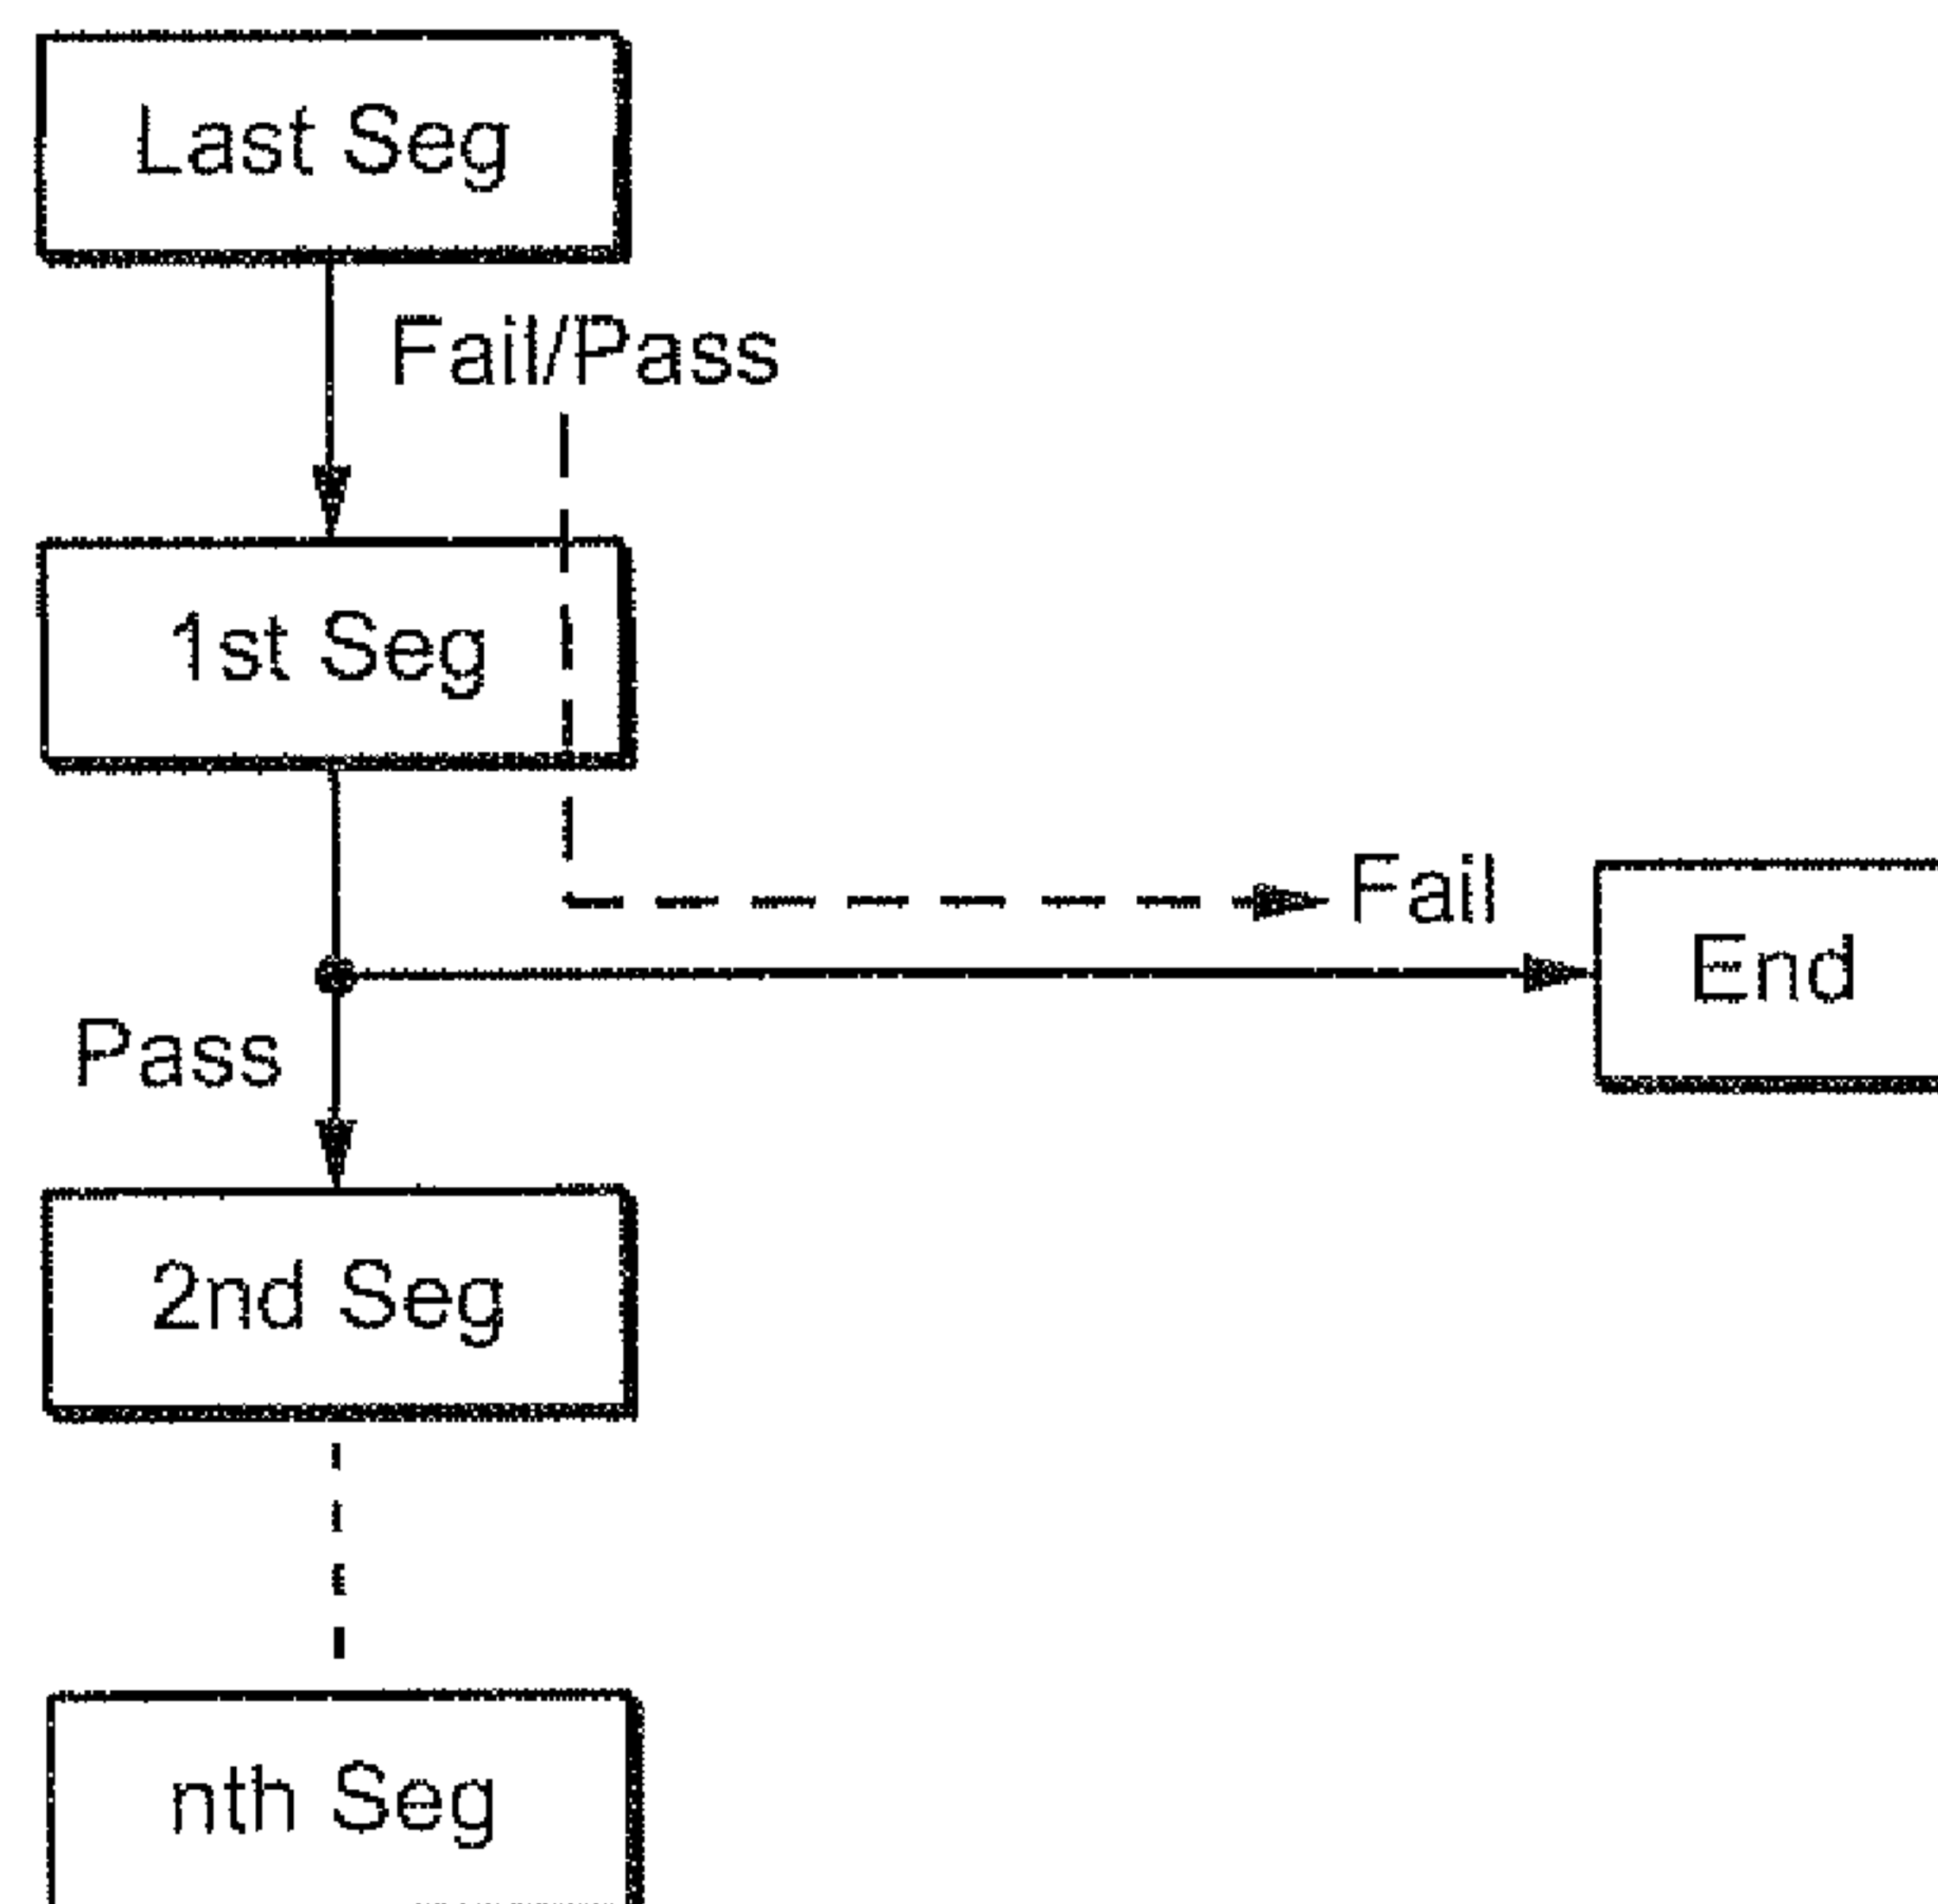 Last Seg
Fail/Pass
1st Seg
Fail
End
Pass
2nd Seg
nth Seg